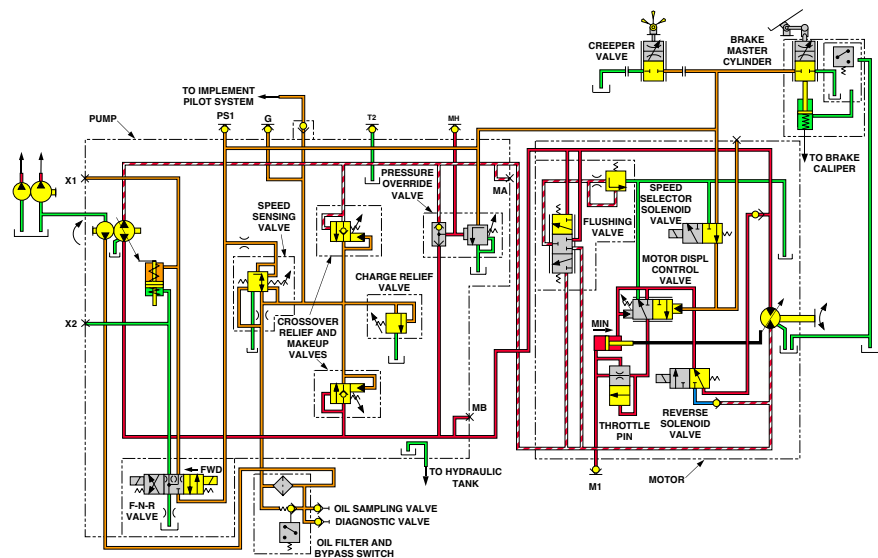 CREEPER
VALVE
BRAKE
MASTER
CYLINDER
TO IMPLEMENT
PILOT SYSTEM
PUMP
PS1
G
T2
MH
TO BRAKE
CALIPER
X1
MA
PRESSURE
OVERRIDE
VALVE
SPEED
SENSING
VALVE
FLUSHING
VALVE
SPEED
SELECTOR
SOLENOID
VALVE
MOTOR DISPL
CONTROL
VALVE
CHARGE RELIEF
VALVE
X2
CROSSOVER
RELIEF AND
MAKEUP
VALVES
MIN
MB
THROTTLE
PIN
REVERSE
SOLENOID
VALVE
FWD
F-N-R
VALVE
TO HYDRAULIC
TANK
M1
MOTOR
OIL SAMPLING VALVE
DIAGNOSTIC VALVE
OIL FILTER AND
BYPASS SWITCH